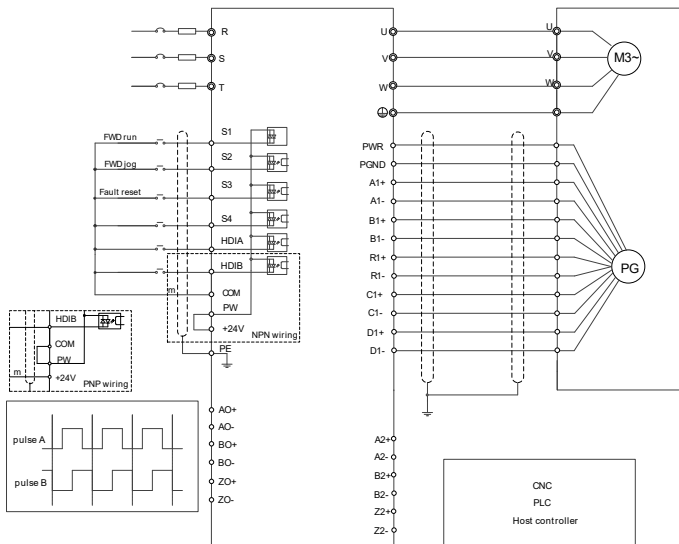 R
S
T
FWD run
FWD jog
Fault reset
S1
S2
S3
S4
HDIA
HDIB
m
COM
PW
+24V
NPN wiring
PE
HDIB
COM
PW
m
+24V
PNP wiring
pulse A
pulse B
AO+
AO-
BO+
BO-
ZO+
ZO-
U
V
W
U
V
W
M3~
PWR
PGND
A1+
A1-
B1+
B1-
R1+
R1-
C1+
C1-
D1+
D1-
PG
A2+
A2-
B2+
B2-
Z2+
Z2-
CNC
PLC
Host controller